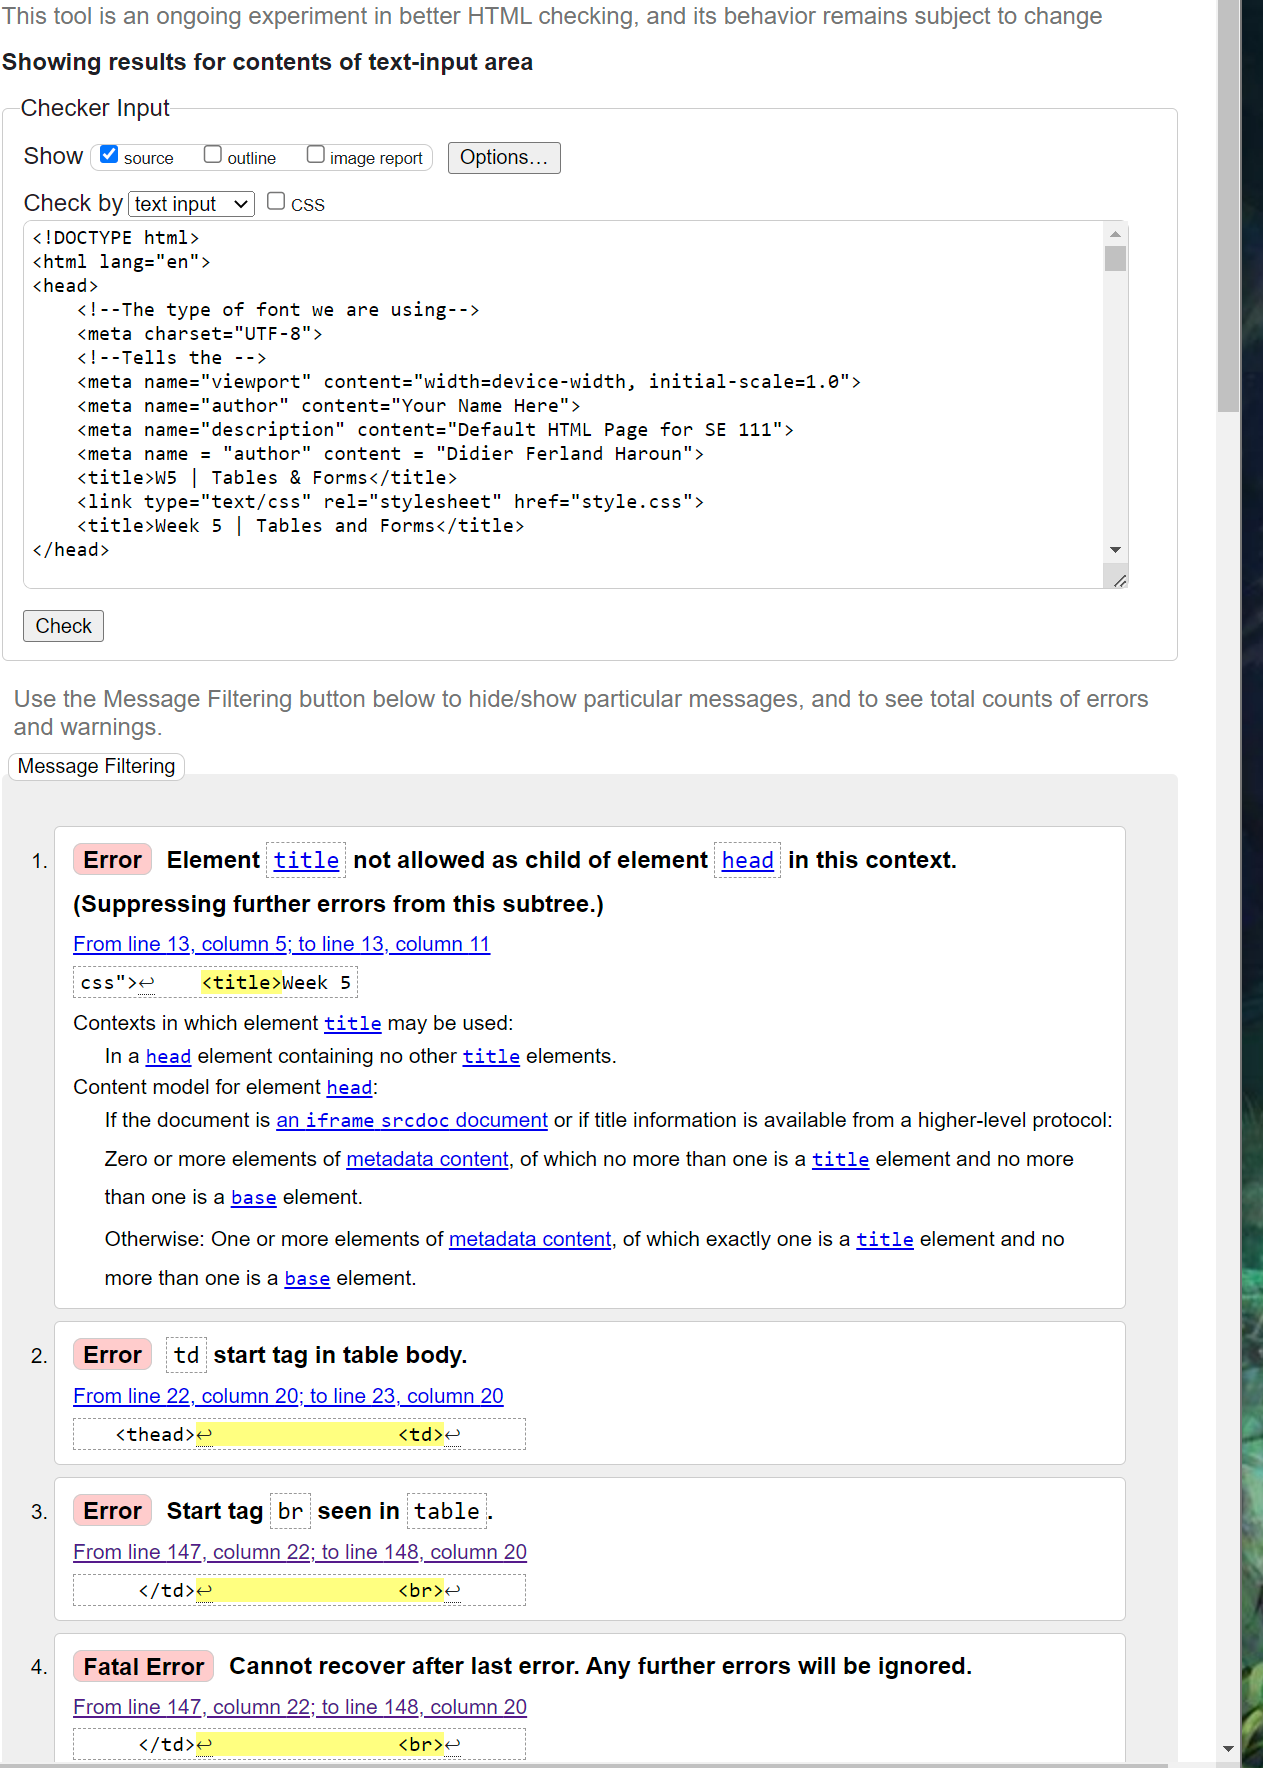 This tool is an ongoing experiment in better HTML checking, and its behavior remains subject to change
Showing results for contents of text-input area
Checker Input
Show source outline image report Options...
Check by text input CSS
<!DOCTYPE html>
<html lang="en">
<head>
    <!--The type of font we are using-->
    <meta charset="UTF-8">
    <!--Tells the -->
    <meta name="viewport" content="width=device-width, initial-scale=1.0">
    <meta name="author" content="Your Name Here">
    <meta name="description" content="Default HTML Page for SE 111">
    <meta name = "author" content = "Didier Ferland Haroun">
    <title>W5 | Tables & Forms</title>
    <link type="text/css" rel="stylesheet" href="style.css">
    <title>Week 5 | Tables and Forms</title>
</head>
Check
Use the Message Filtering button below to hide/show particular messages, and to see total counts of errors
and warnings.
Message Filtering
1. Error Element title not allowed as child of element head in this context.
(Suppressing further errors from this subtree.)
From line 13, column 5; to line 13, column 11
css">↩    <title>Week 5
Contexts in which element title may be used:
In a head element containing no other title elements.
Content model for element head:
If the document is an iframe srcdoc document or if title information is available from a higher-level protocol:
Zero or more elements of metadata content, of which no more than one is a title element and no more
than one is a base element.
Otherwise: One or more elements of metadata content, of which exactly one is a title element and no
more than one is a base element.
2. Error td start tag in table body.
From line 22, column 20; to line 23, column 20
<thead>↩ <td>↩
3. Error Start tag br seen in table.
From line 147, column 22; to line 148, column 20
</td>↩ <br>↩
4. Fatal Error Cannot recover after last error. Any further errors will be ignored.
From line 147, column 22; to line 148, column 20
</td>↩ <br>↩